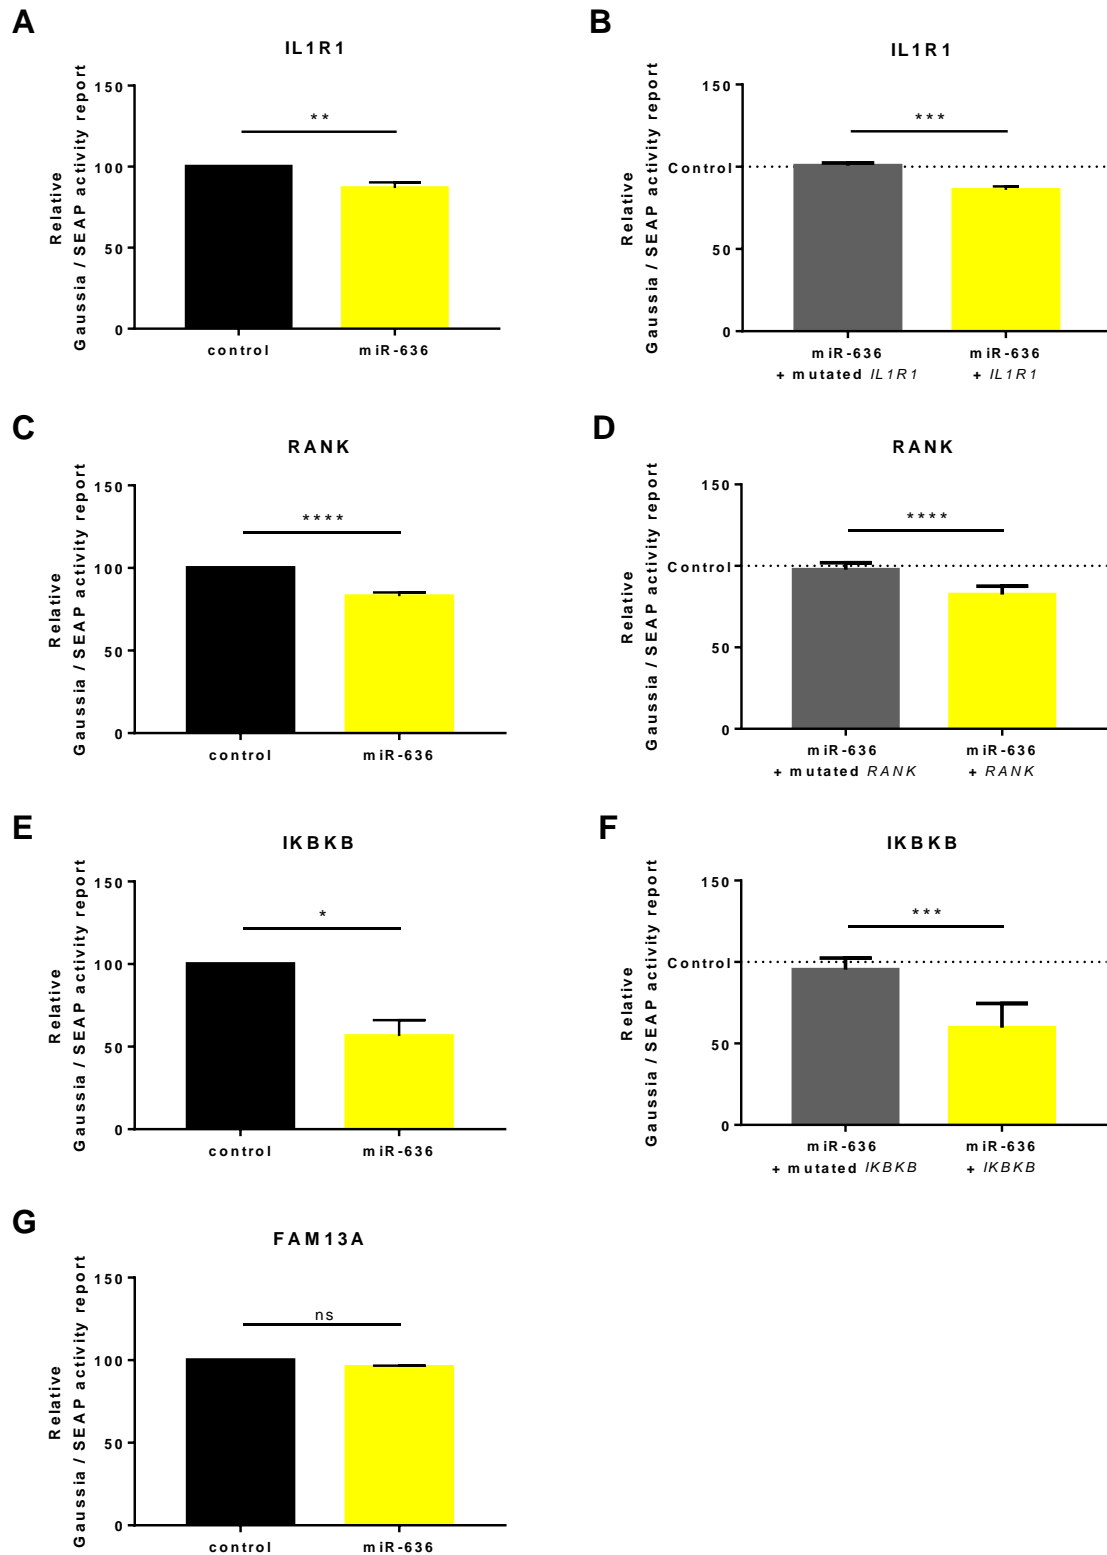 A
IL1R1
Relative
Gaussia / SEAP activity report
150
100
50
0
**
control
miR-636
B
IL1R1
Relative
Gaussia / SEAP activity report
150
Control
50
0
***
miR-636
+ mutated IL1R1
miR-636
+ IL1R1
C
RANK
Relative
Gaussia / SEAP activity report
150
100
50
0
****
control
miR-636
D
RANK
Relative
Gaussia / SEAP activity report
150
Control
50
0
****
miR-636
+ mutated RANK
miR-636
+ RANK
E
IKBKB
Relative
Gaussia / SEAP activity report
150
100
50
0
*
control
miR-636
F
IKBKB
Relative
Gaussia / SEAP activity report
150
Control
50
0
***
miR-636
+ mutated IKBKB
miR-636
+ IKBKB
G
FAM13A
Relative
Gaussia / SEAP activity report
150
100
50
0
ns
control
miR-636